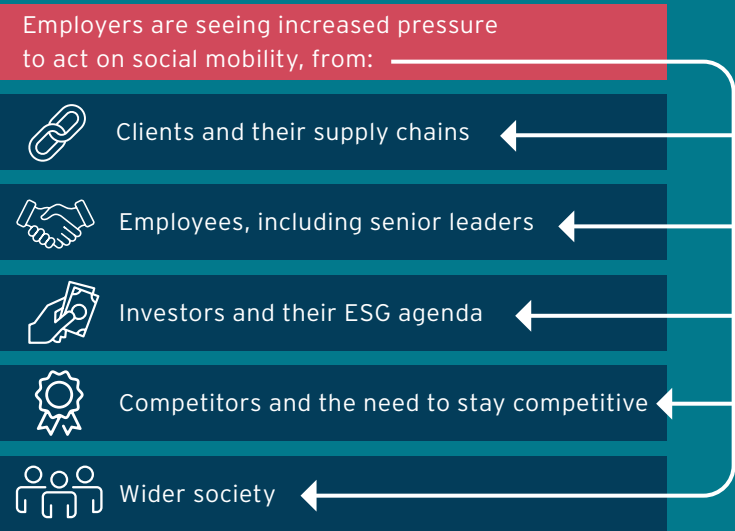 Employers are seeing increased pressure
to act on social mobility, from:
Clients and their supply chains
Employees, including senior leaders
Investors and their ESG agenda
Competitors and the need to stay competitive
Wider society